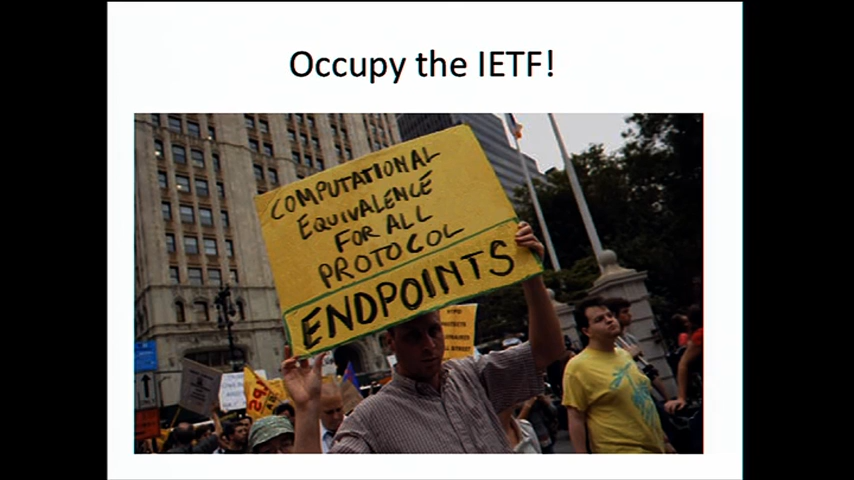 Occupy the IETF!
COMPUTATIONAL
EQUIVALENCE
FOR ALL
PROTOCOL
ENDPOINTS